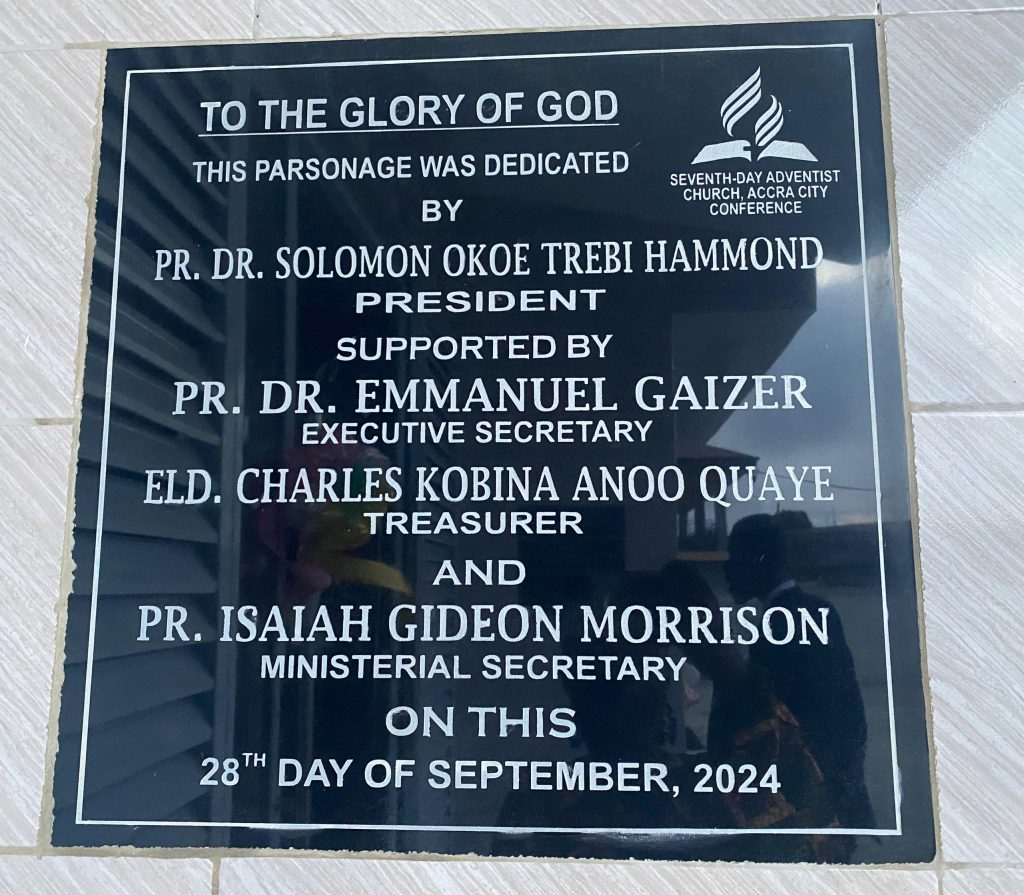 TO THE GLORY OF GOD
THIS PARSONAGE WAS DEDICATED
BY
SEVENTH-DAY ADVENTIST
CHURCH, ACCRA CITY
CONFERENCE
PR. DR. SOLOMON OKOE TREBI HAMMOND
PRESIDENT
SUPPORTED BY
PR. DR. EMMANUEL GAIZER
EXECUTIVE SECRETARY
ELD. CHARLES KOBINA ANOO QUAYE
TREASURER
AND
PR. ISAIAH GIDEON MORRISON
MINISTERIAL SECRETARY
ON THIS
28TH DAY OF SEPTEMBER, 2024